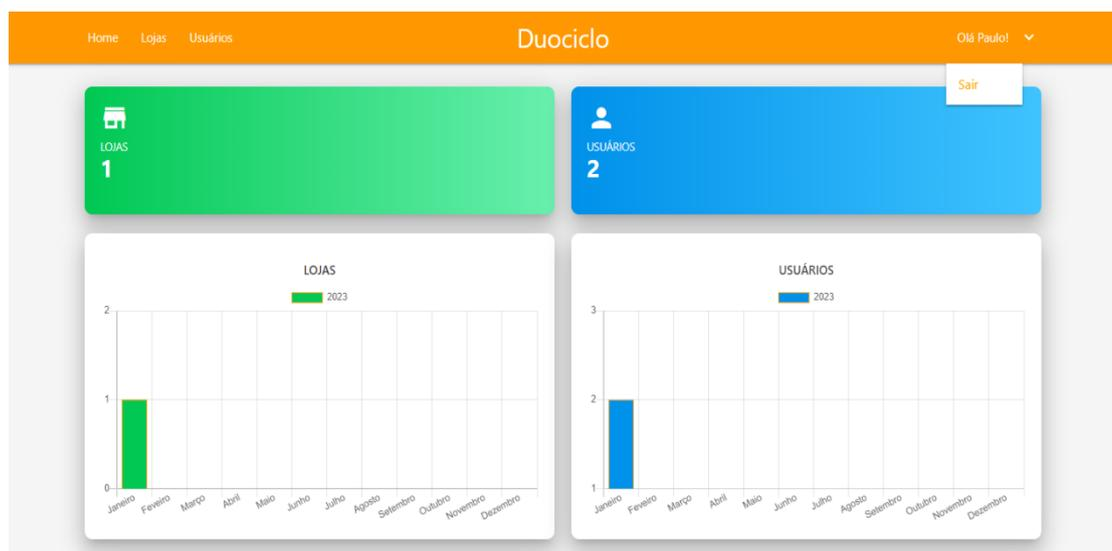 Home Lojas Usuários Duociclo Olá Paulo!
Sair
LOJAS
1
USUÁRIOS
2
LOJAS
2023
2
1
0
Janeiro Feveiro Março Abril Maio Junho Julho Agosto Setembro Outubro Novembro Dezembro
USUÁRIOS
2023
3
2
1
Janeiro Feveiro Março Abril Maio Junho Julho Agosto Setembro Outubro Novembro Dezembro